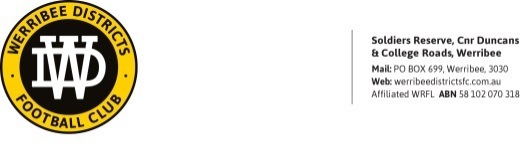 WERRIBEE DISTRICTS
WD
FOOTBALL CLUB
Soldiers Reserve, Cnr Duncans
& College Roads, Werribee
Mail: PO BOX 699, Werribee, 3030
Web: werribeedistrictsfc.com.au
Affiliated WRFL ABN 58 102 070 318